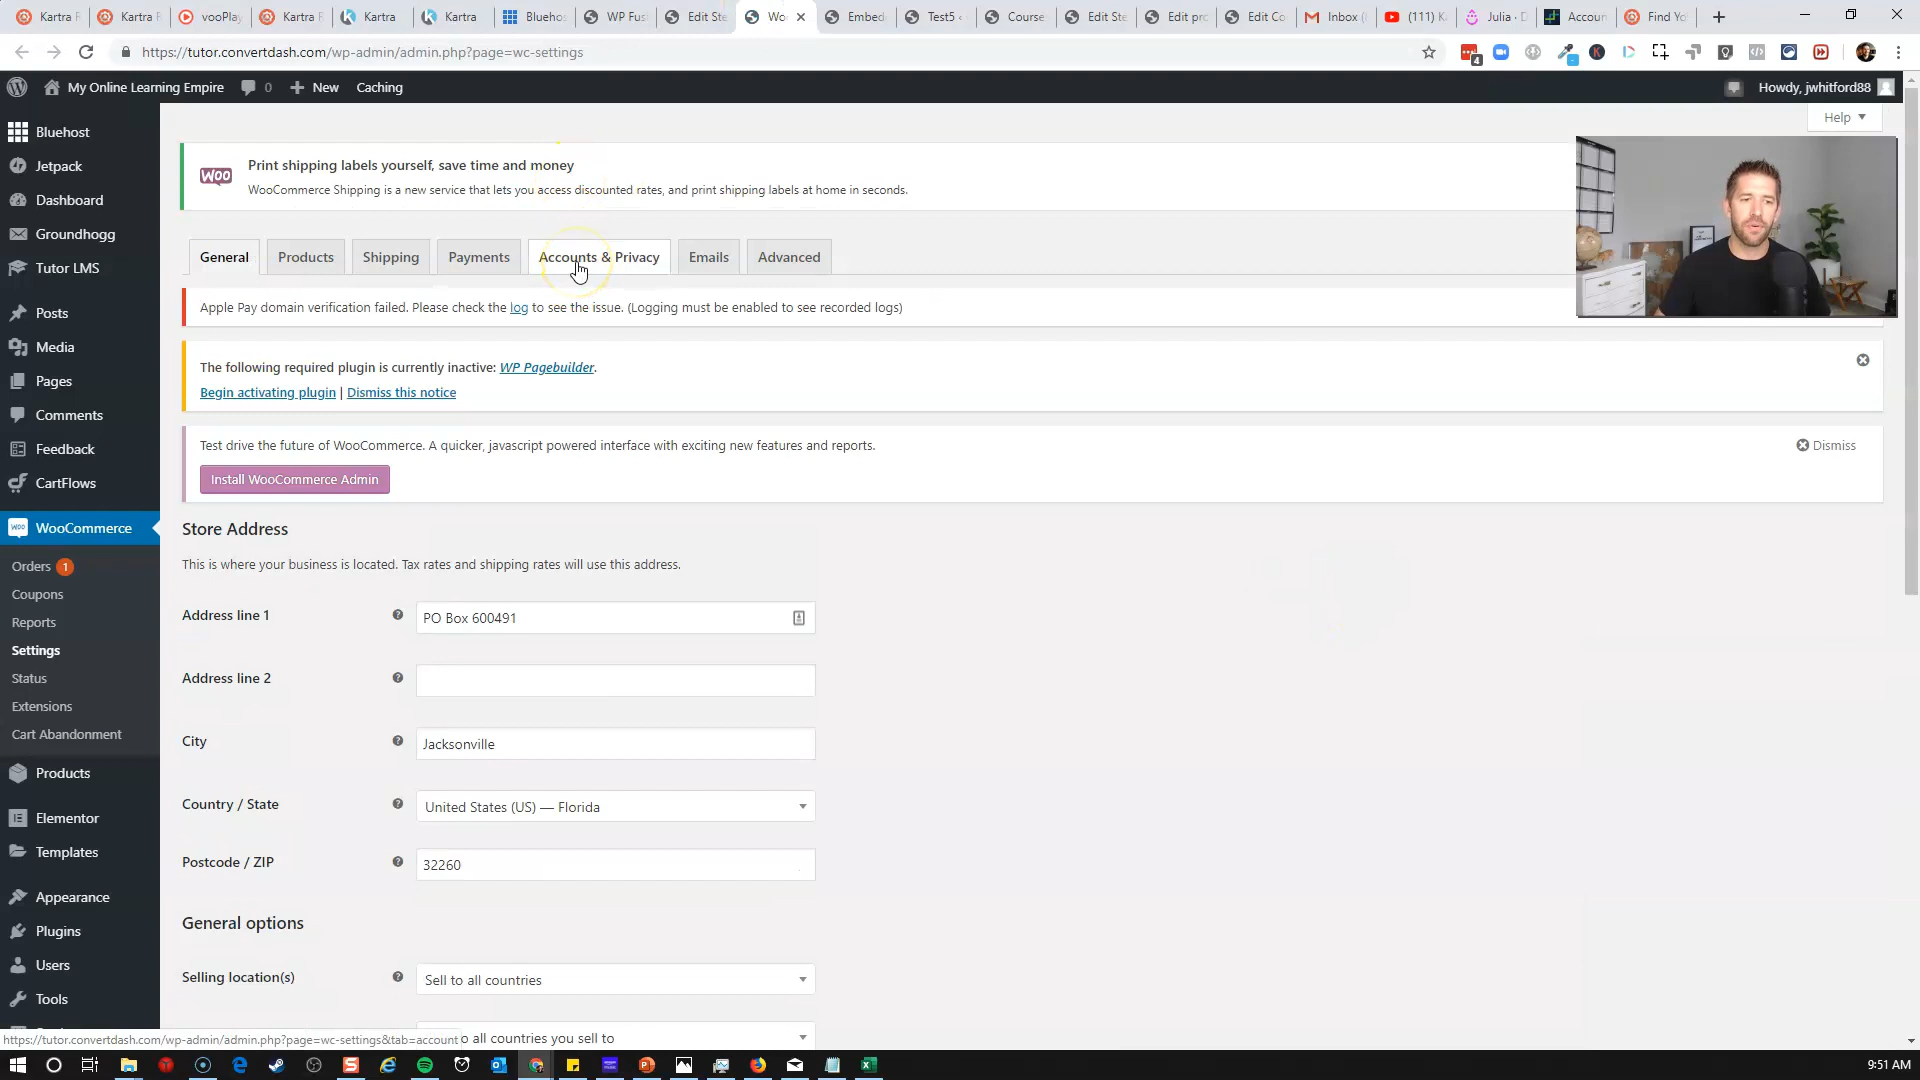 Kartra F
Kartra F
vooPlay
Kartra F
Kartra
Kartra
Blueho
WP Fus
Edit Ste
Wo
Embed
Test5 ‹
Course
Edit Ste
Edit pr
Edit Co
Inbox (
(111) K
Julia - D
Accoun
Find Yo
https://tutor.convertdash.com/wp-admin/admin.php?page=wc-settings
4
My Online Learning Empire
0
New
Caching
Howdy, jwhitford88
Help
Bluehost
Jetpack
Dashboard
Groundhogg
Tutor LMS
Posts
Media
Pages
Comments
Feedback
CartFlows
WooCommerce
Orders 1
Coupons
Reports
Settings
Status
Extensions
Cart Abandonment
Products
Elementor
Templates
Appearance
Plugins
Users
Tools
WOO
Print shipping labels yourself, save time and money
WooCommerce Shipping is a new service that lets you access discounted rates, and print shipping labels at home in seconds.
General
Products
Shipping
Payments
Accounts & Privacy
Emails
Advanced
Apple Pay domain verification failed. Please check the log to see the issue. (Logging must be enabled to see recorded logs)
The following required plugin is currently inactive: WP Pagebuilder.
Begin activating plugin | Dismiss this notice
Test drive the future of WooCommerce. A quicker, javascript powered interface with exciting new features and reports.
Dismiss
Install WooCommerce Admin
Store Address
This is where your business is located. Tax rates and shipping rates will use this address.
Address line 1
PO Box 600491
Address line 2
City
Jacksonville
Country / State
United States (US) — Florida
Postcode / ZIP
32260
General options
Selling location(s)
Sell to all countries
o all countries you sell to
https://tutor.convertdash.com/wp-admin/admin.php?page=wc-settings&tab=account
9:51 AM